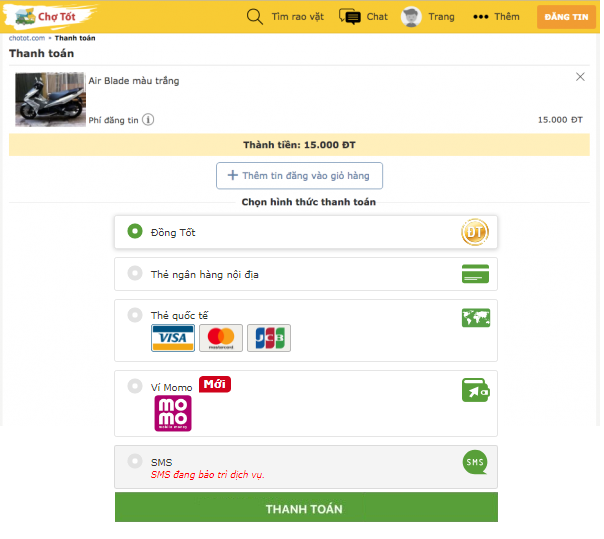 Chợ Tốt
Tìm rao vặt
Chat
Trang
Thêm
ĐĂNG TIN
chotot.com • Thanh toán
Thanh toán
Air Blade màu trắng
Phí đăng tin
15.000 ĐT
Thành tiền: 15.000 ĐT
Thêm tin đăng vào giỏ hàng
Chọn hình thức thanh toán
Đồng Tốt
ĐT
Thẻ ngân hàng nội địa
Thẻ quốc tế
VISA
mastercard
JCB
Ví Momo Mới
mo
mo
mobile money
SMS
SMS đang bảo trì dịch vụ.
SMS
THANH TOÁN